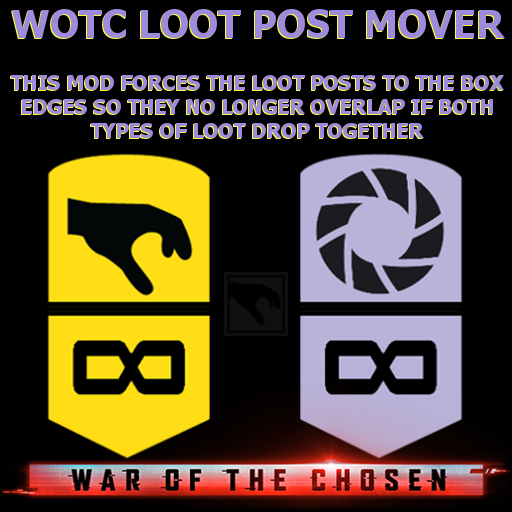 WOTC LOOT POST MOVER
THIS MOD FORCES THE LOOT POSTS TO THE BOX
EDGES SO THEY NO LONGER OVERLAP IF BOTH
TYPES OF LOOT DROP TOGETHER
WAR OF THE CHOSEN